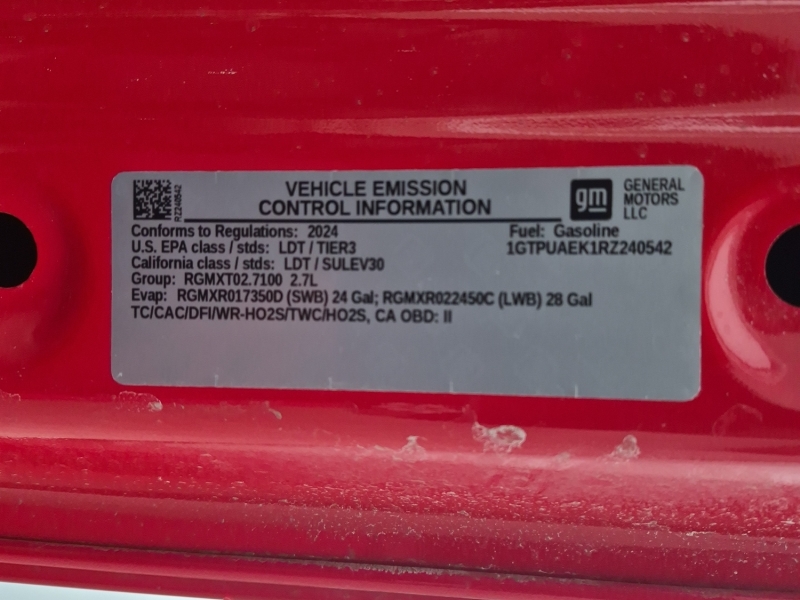 VEHICLE EMISSION
CONTROL INFORMATION
gm
GENERAL
MOTORS
LLC
RZ240542
Conforms to Regulations: 2024
Fuel: Gasoline
U.S. EPA class / stds: LDT / TIER3
1GTPUAEK1RZ240542
California class / stds: LDT / SULEV30
Group: RGMXT02.7100 2.7L
Evap: RGMXR017350D (SWB) 24 Gal; RGMXR022450C (LWB) 28 Gal
TC/CAC/DFI/WR-HO2S/TWC/HO2S, CA OBD: II